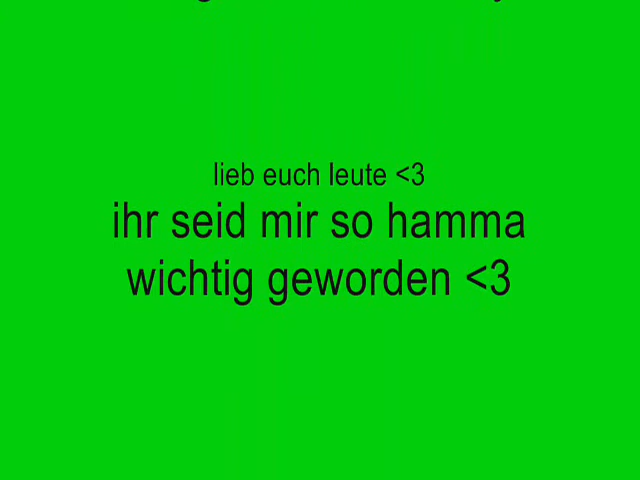 lieb euch leute <3
ihr seid mir so hamma
wichtig geworden <3